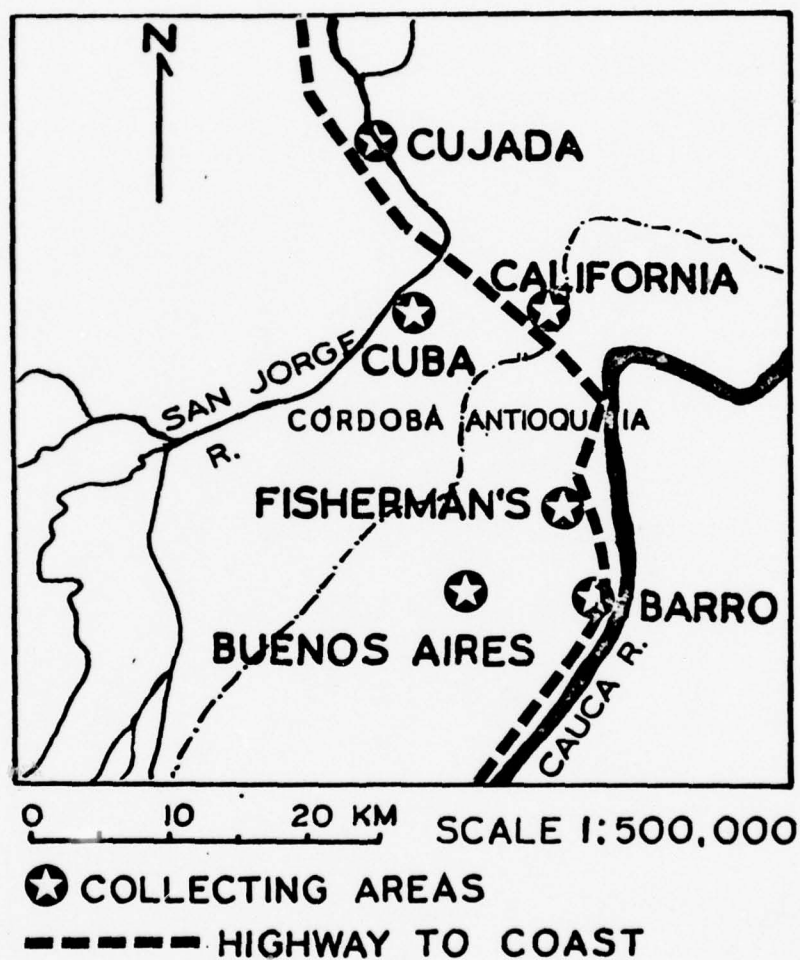 N
CUJADA
CALIFORNIA
CUBA
SAN JORGE R.
CÓRDOBA ANTIOQUIA
FISHERMAN'S
BUENOS AIRES
BARRO
CAUCA R.
0 10 20 KM
SCALE 1:500,000
COLLECTING AREAS
HIGHWAY TO COAST